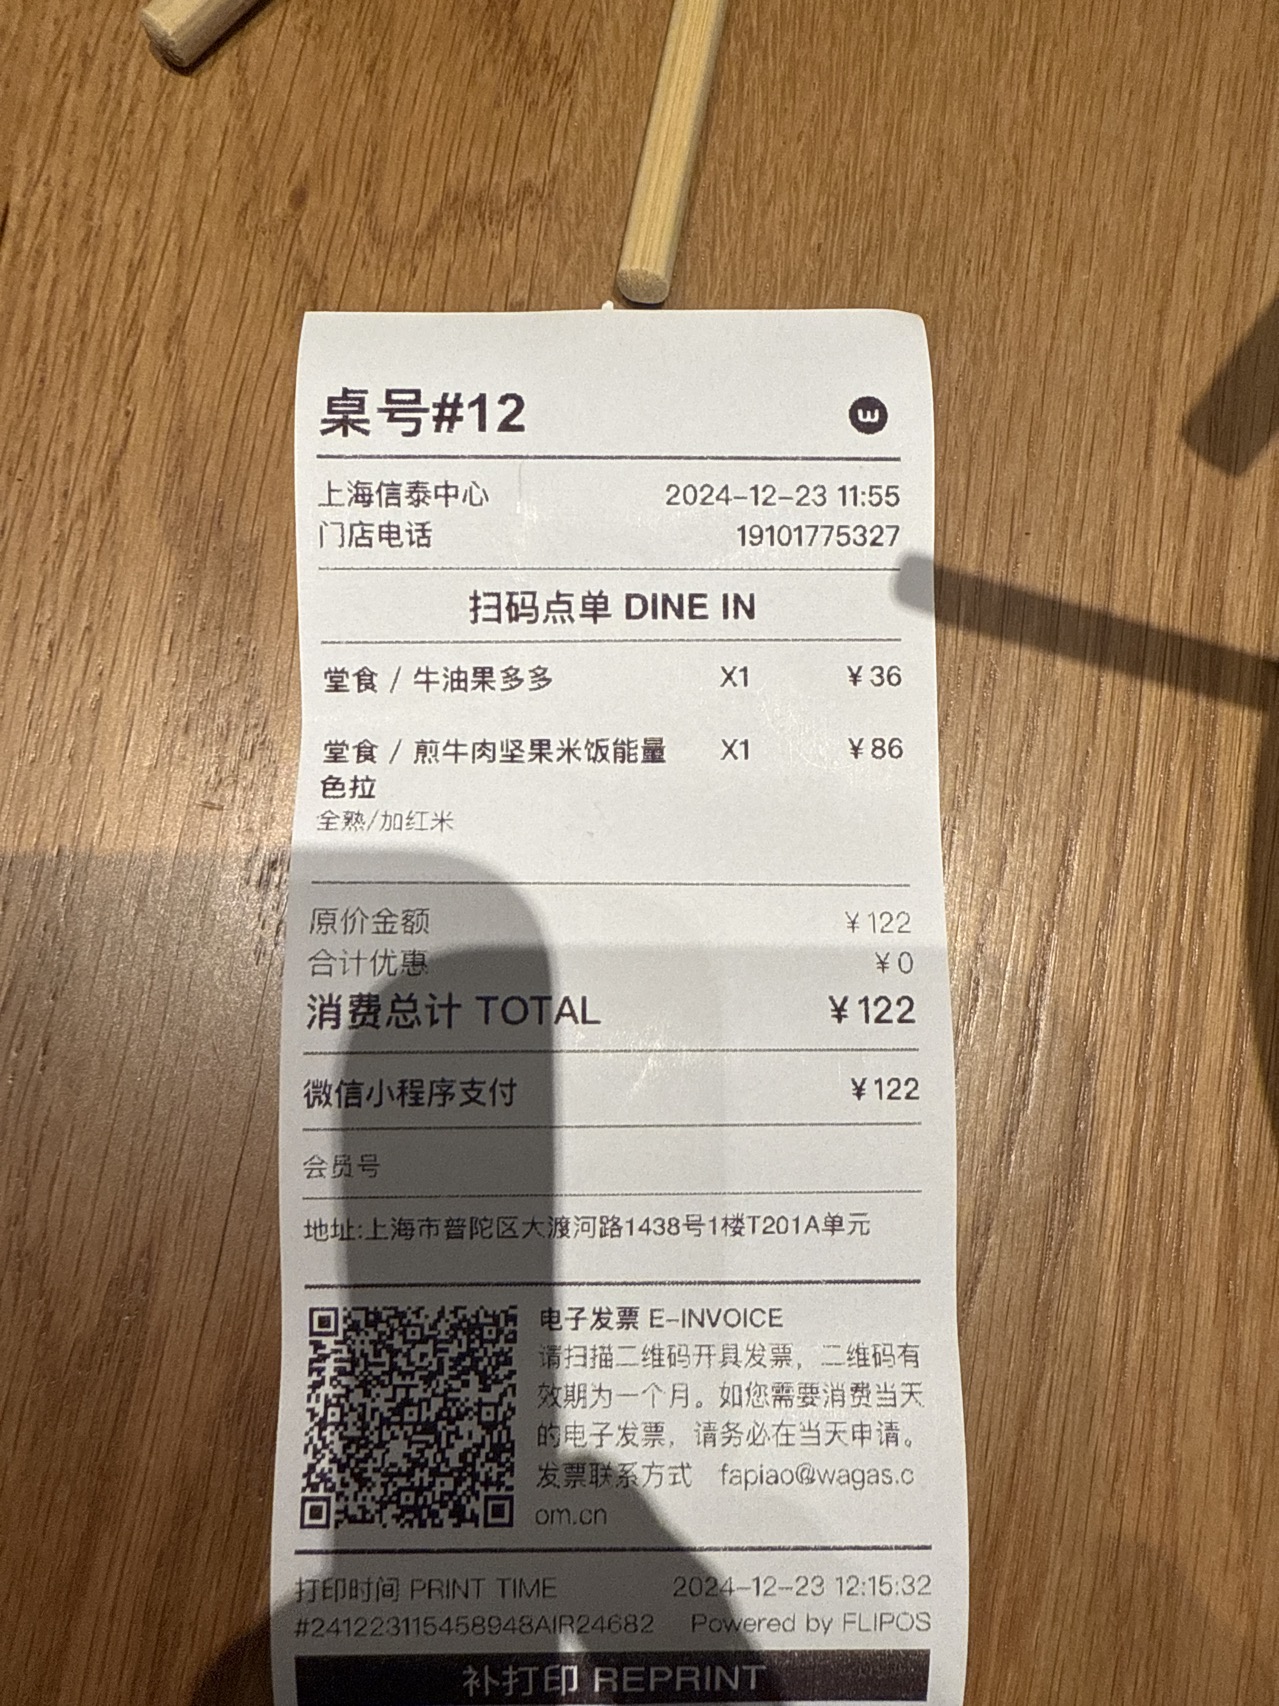 桌号#12
上海信泰中心 2024-12-23 11:55
门店电话 19101775327
扫码点单 DINE IN
堂食 / 牛油果多多 X1 ¥36
堂食 / 煎牛肉坚果米饭能量 X1 ¥86
色拉
全熟/加红米
原价金额 ¥122
合计优惠 ¥0
消费总计 TOTAL ¥122
微信小程序支付 ¥122
会员号
地址:上海市普陀区大渡河路1438号1楼T201A单元
电子发票 E-INVOICE
请扫描二维码开具发票，二维码有
效期为一个月。如您需要消费当天
的电子发票，请务必在当天申请。
发票联系方式 fapiao@wagas.c
om.cn
打印时间 PRINT TIME 2024-12-23 12:15:32
#241223115458948AIR24682 Powered by FLIPOS
补打印 REPRINT